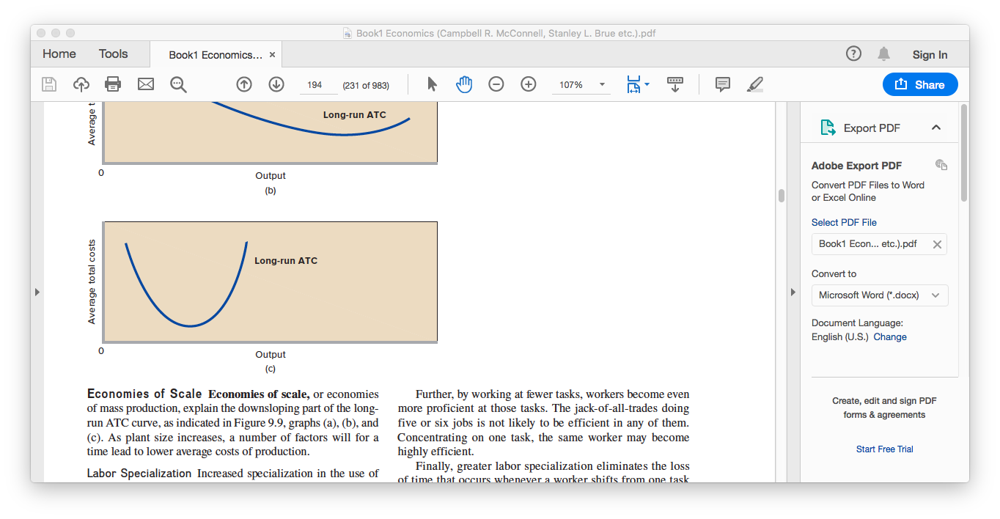 Book1 Economics (Campbell R. McConnell, Stanley L. Brue etc.).pdf
Home
Tools
Book1 Economics... ×
?
Sign In
194
(231 of 983)
107%
Share
Average t
Long-run ATC
0
Output
(b)
Average total costs
Long-run ATC
0
Output
(c)
Economies of Scale Economies of scale, or economies
of mass production, explain the downsloping part of the long-
run ATC curve, as indicated in Figure 9.9, graphs (a), (b), and
(c). As plant size increases, a number of factors will for a
time lead to lower average costs of production.
Labor Specialization Increased specialization in the use of
Further, by working at fewer tasks, workers become even
more proficient at those tasks. The jack-of-all-trades doing
five or six jobs is not likely to be efficient in any of them.
Concentrating on one task, the same worker may become
highly efficient.
Finally, greater labor specialization eliminates the loss
of time that occurs whenever a worker shifts from one task
Export PDF
Adobe Export PDF
Convert PDF Files to Word
or Excel Online
Select PDF File
Book1 Econ... etc.).pdf
Convert to
Microsoft Word (*.docx)
Document Language:
English (U.S.) Change
Create, edit and sign PDF
forms & agreements
Start Free Trial